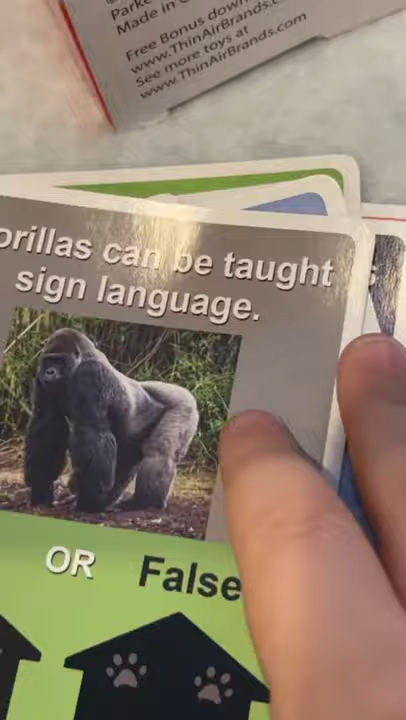 Made in
Free Bonus down
www.ThinAirBrands.
See more toys at
www.ThinAirBrands.com
orillas can be taught
sign language.
OR False